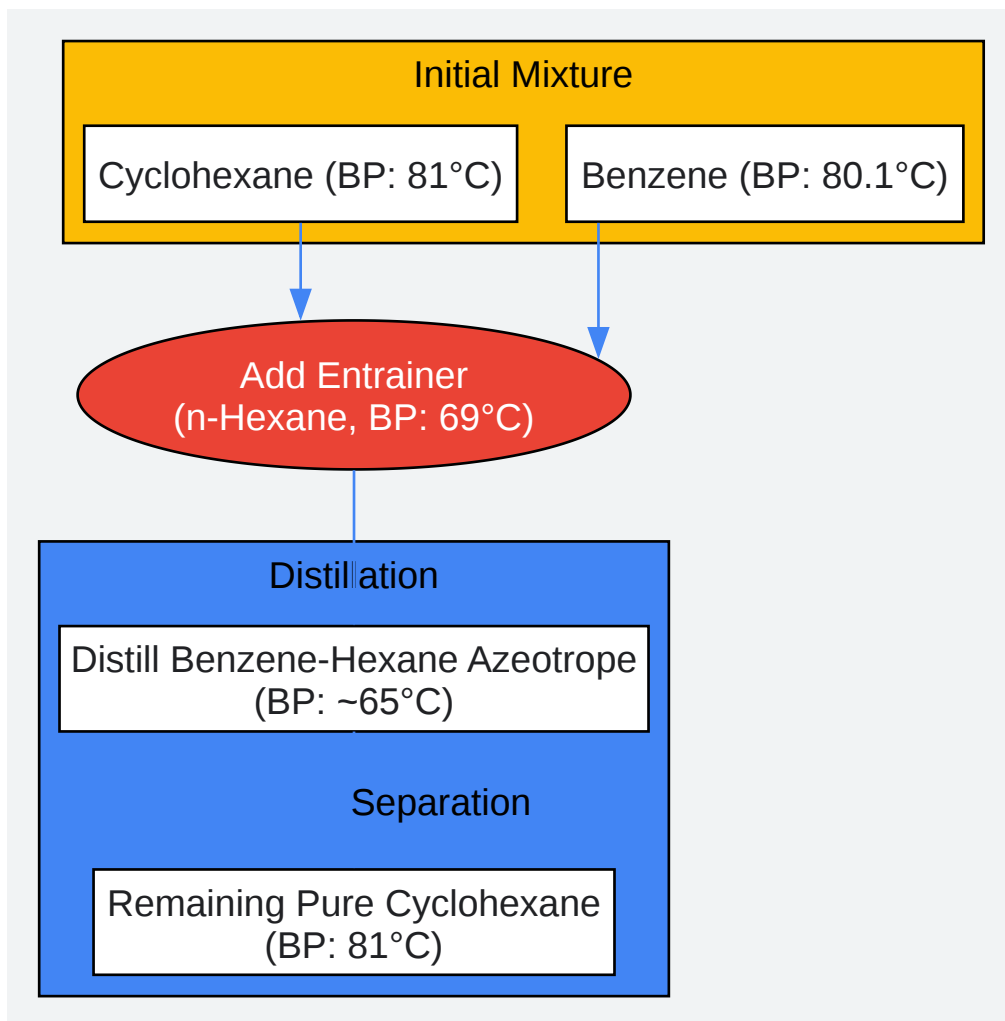 Initial Mixture
Cyclohexane (BP: 81°C)
Benzene (BP: 80.1°C)
Add Entrainer
(n-Hexane, BP: 69°C)
Distillation
Distill Benzene-Hexane Azeotrope
(BP: ~65°C)
Separation
Remaining Pure Cyclohexane
(BP: 81°C)